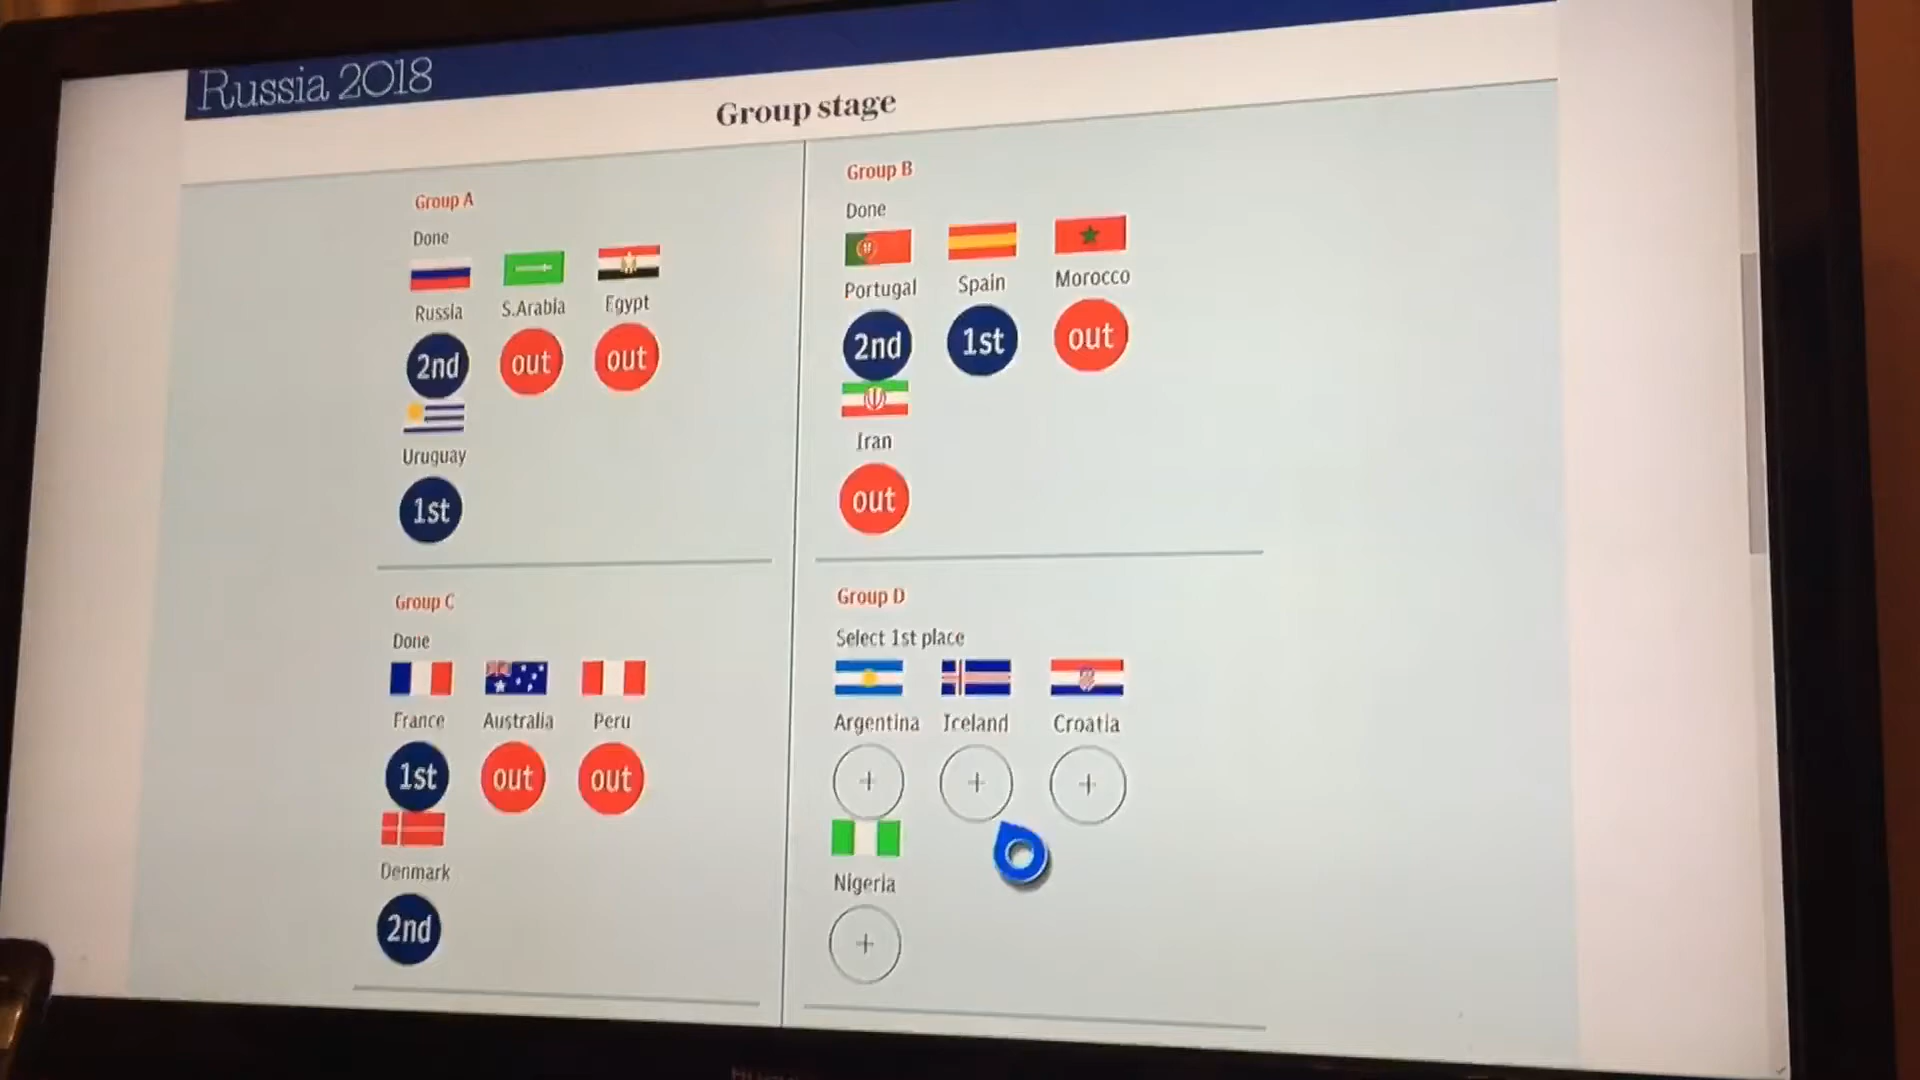 Russia 2018
Group stage
Group A
Done
Russia S.Arabia Egypt
2nd out out
Uruguay
1st
Group B
Done
Portugal Spain Morocco
2nd 1st out
Iran
out
Group C
Done
France Australia Peru
1st out out
Denmark
2nd
Group D
Select 1st place
Argentina Iceland Croatia
+ + +
Nigeria
+